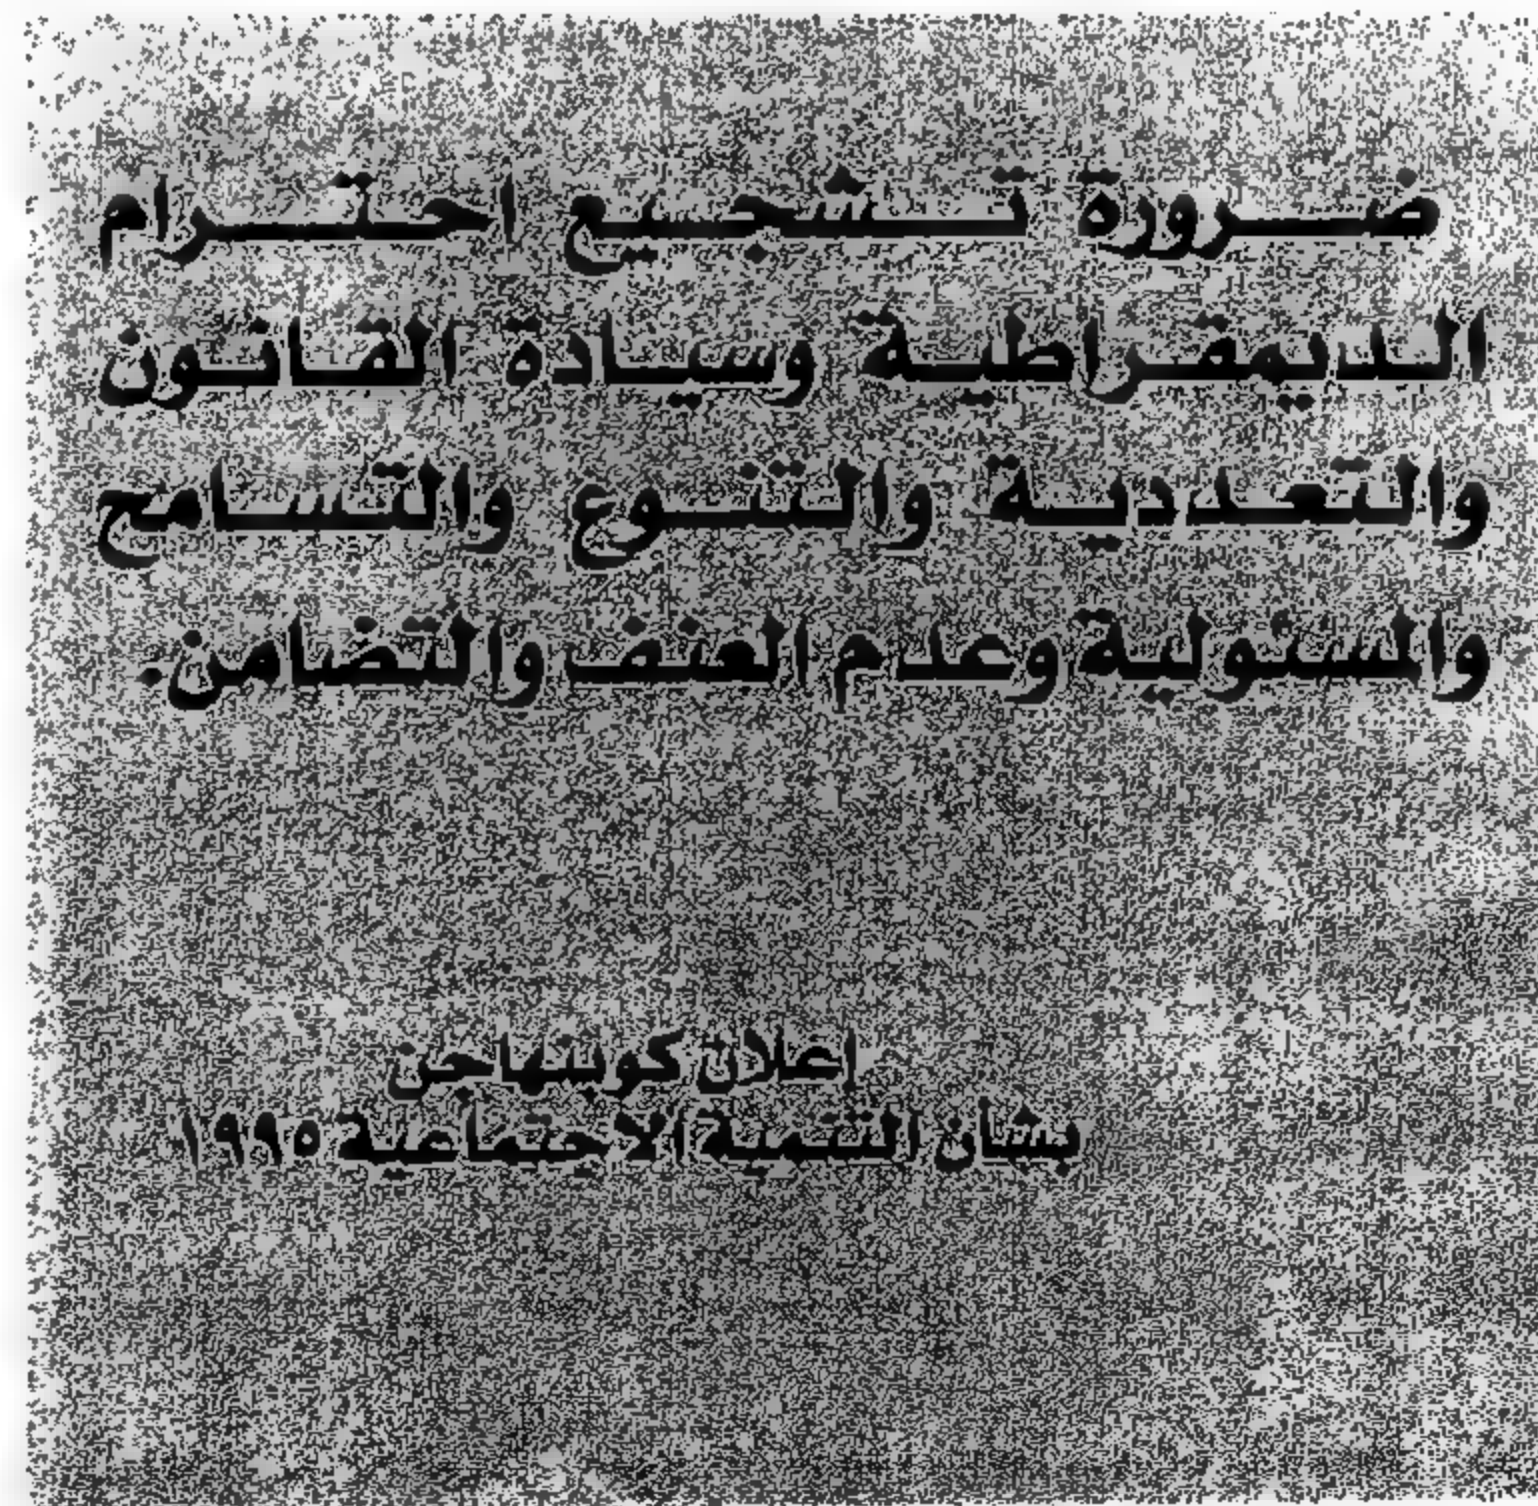 ضرورة تشجيع احترام
الديمقراطية وسيادة القانون
والتعددية والتنوع والتسامح
والمسئولية وعدم العنف والتضامن.
إعلان كوبنهاجن
بشأن التنمية الاجتماعية ١٩٩٥